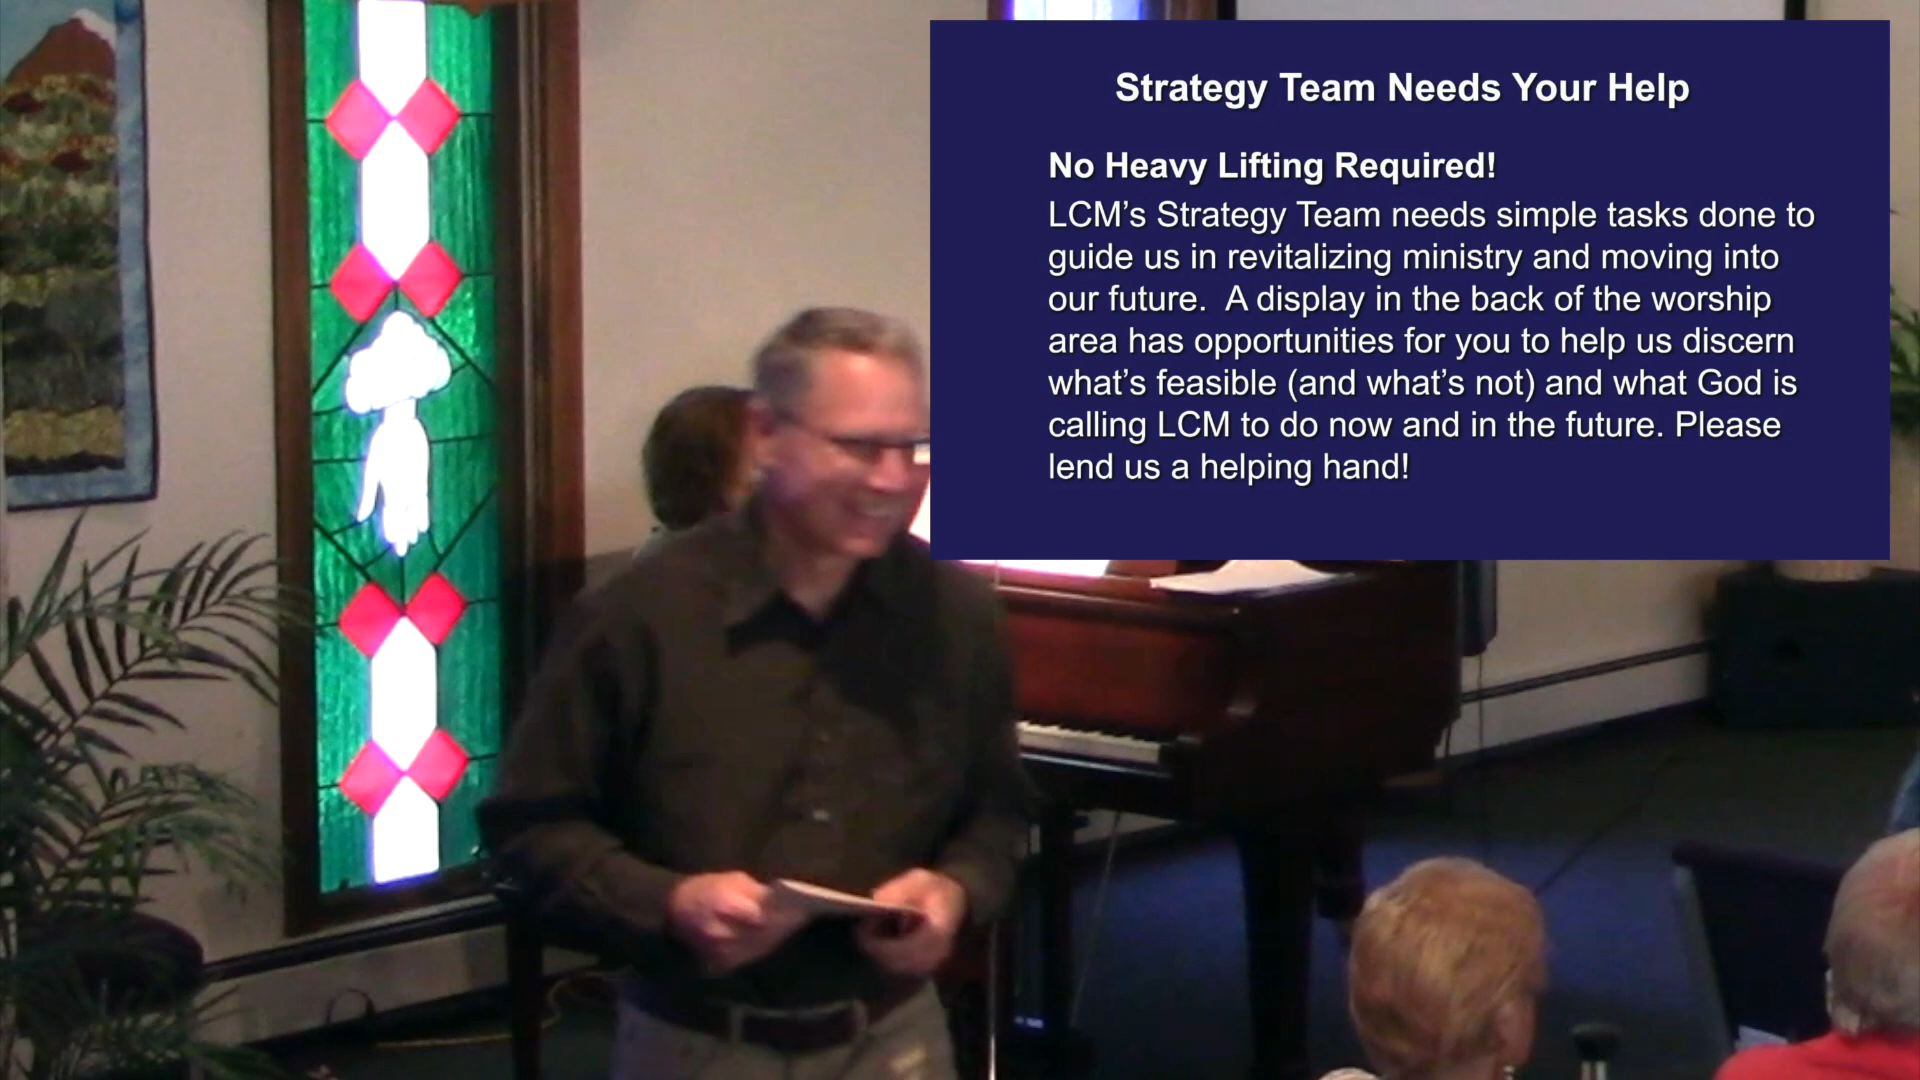 Strategy Team Needs Your Help
No Heavy Lifting Required!
LCM’s Strategy Team needs simple tasks done to
guide us in revitalizing ministry and moving into
our future.  A display in the back of the worship
area has opportunities for you to help us discern
what’s feasible (and what’s not) and what God is
calling LCM to do now and in the future. Please
lend us a helping hand!